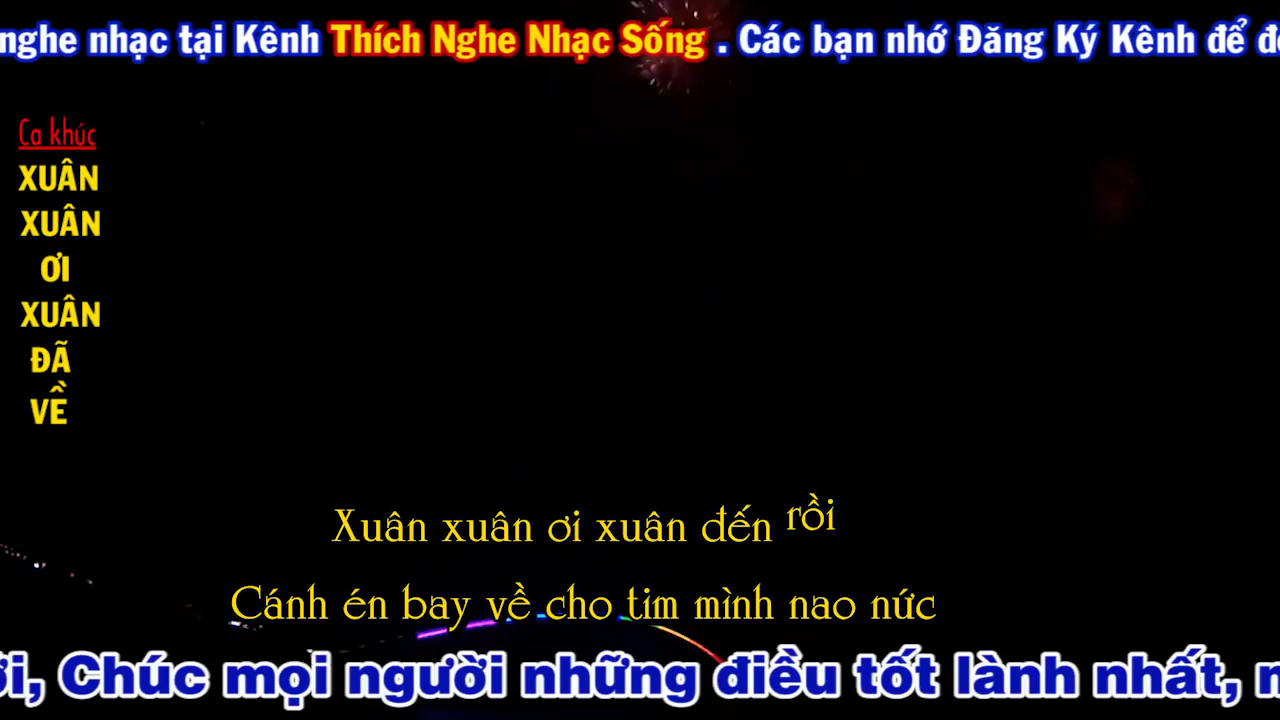 nghe nhạc tại Kênh Thích Nghe Nhạc Sống . Các bạn nhớ Đăng Ký Kênh để
Ca khúc
XUÂN
XUÂN
ƠI
XUÂN
ĐÃ
VỀ
Xuân xuân ơi xuân đến rồi
Cánh én bay về cho tim mình nao nức
, Chúc mọi người những điều tốt lành nhất,